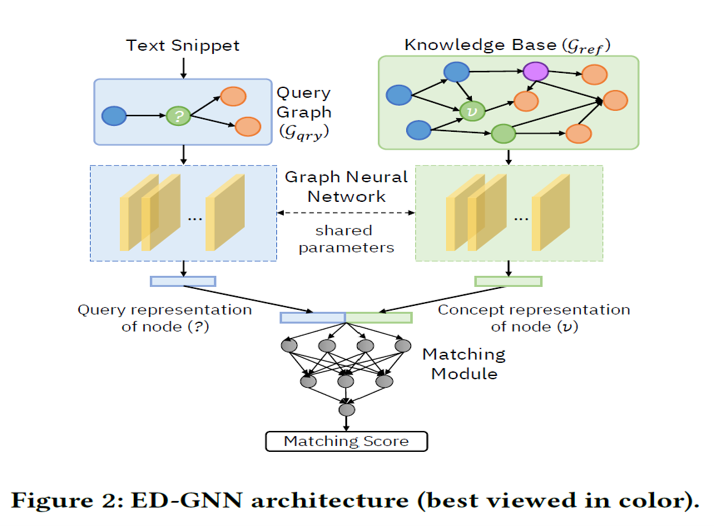 Text Snippet
Knowledge Base (𝒢ref)
Query
Graph
(𝒢qry)
?
υ
Graph Neural
Network
...
...
shared
parameters
Query representation
of node (?)
Concept representation
of node (υ)
Matching
Module
Matching Score
Figure 2: ED-GNN architecture (best viewed in color).